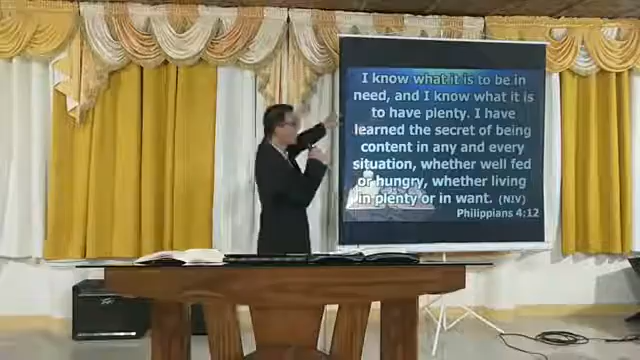 I know what it is to be in
need, and I know what it is
to have plenty. I have
learned the secret of being
content in any and every
situation, whether well fed
or hungry, whether living
in plenty or in want. (NIV)
Philippians 4:12